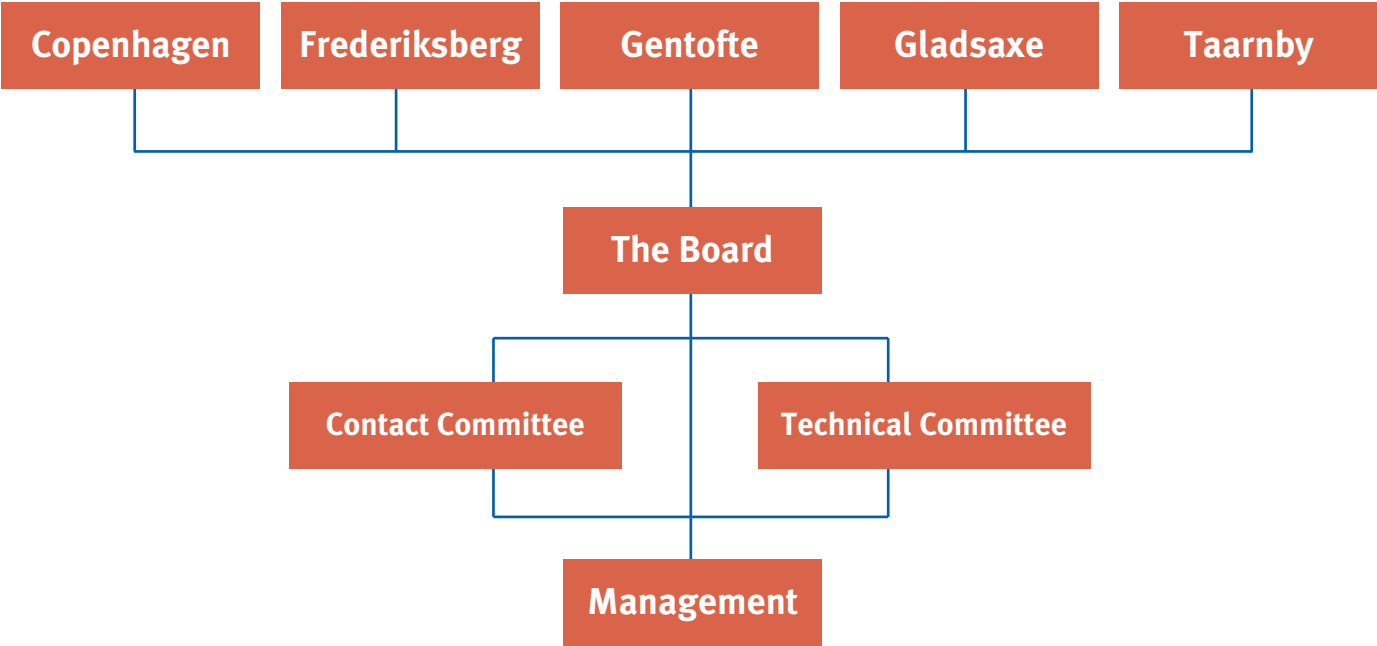 Copenhagen
Frederiksberg
Gentofte
Gladsaxe
Taarnby
The Board
Contact Committee
Technical Committee
Management